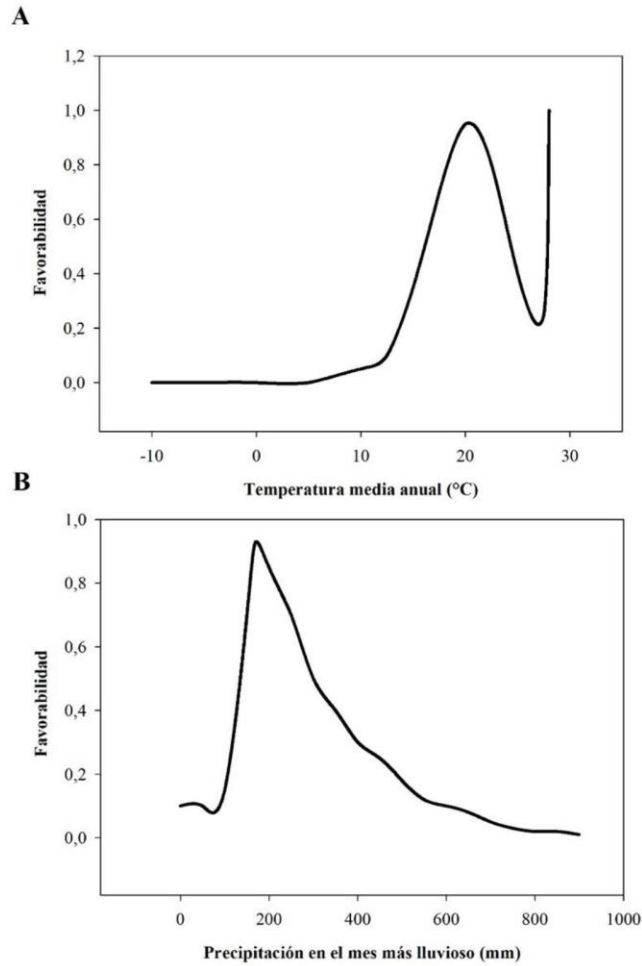 A
1,2
1,0
0,8
0,6
0,4
0,2
0,0
Favorabilidad
-10 0 10 20 30
Temperatura media anual (°C)
B
1,0
0,8
0,6
0,4
0,2
0,0
Favorabilidad
0 200 400 600 800 1000
Precipitación en el mes más lluvioso (mm)